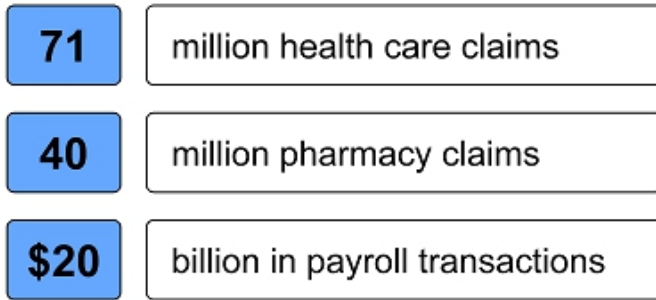 71 million health care claims
40 million pharmacy claims
$20 billion in payroll transactions